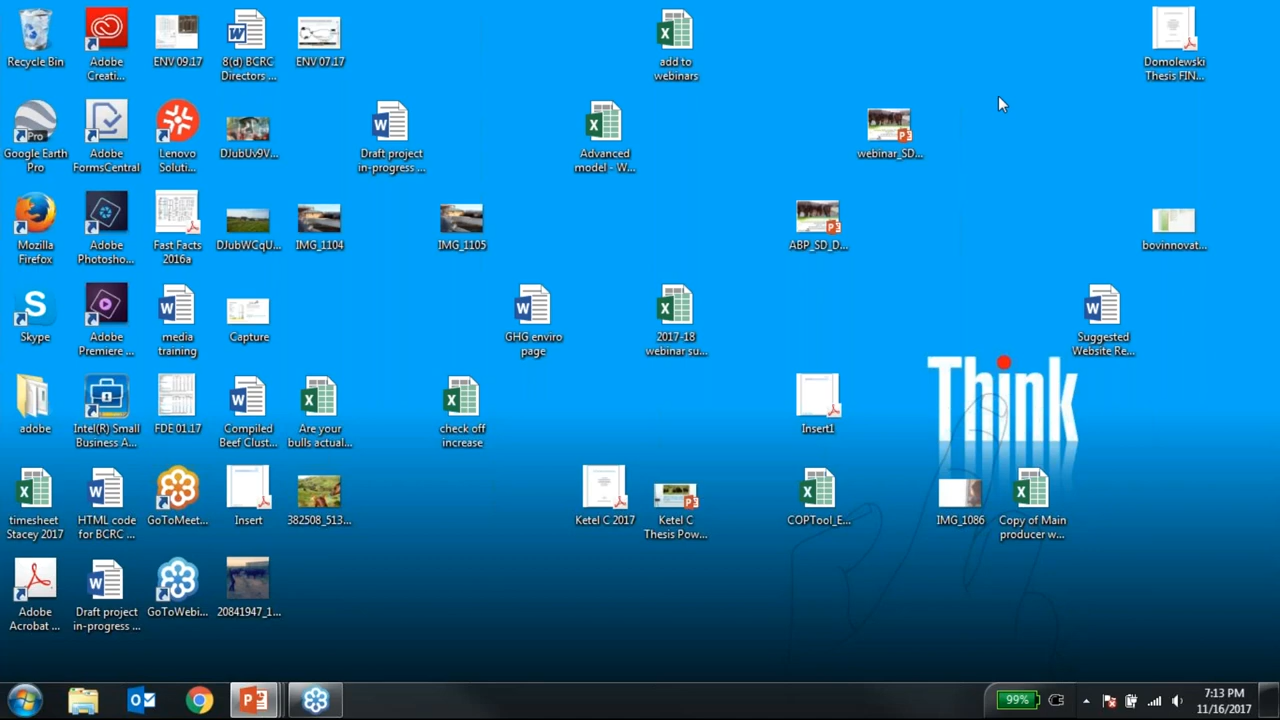 Recycle Bin
Adobe
Creati...
ENV 09.17
8(d) BCRC
Directors ...
ENV 07.17
add to
webinars
Domolewski
Thesis FIN...
Pro
Google Earth
Pro
Adobe
FormsCentral
Lenovo
Soluti...
DJubUv9V...
Draft project
in-progress ...
Advanced
model - W...
webinar_SD...
Mozilla
Firefox
Adobe
Photosho...
Fast Facts
2016a
DJubWCqU...
IMG_1104
IMG_1105
ABP_SD_D...
bovinnovat...
Skype
Adobe
Premiere ...
media
training
Capture
GHG enviro
page
2017-18
webinar su...
Suggested
Website Re...
Think
adobe
Intel(R) Small
Business A...
FDE 01.17
Compiled
Beef Clust...
Are your
bulls actual...
check off
increase
Insert1
timesheet
Stacey 2017
HTML code
for BCRC ...
GoToMeet...
Insert
382508_513...
Ketel C 2017
Ketel C
Thesis Pow...
COPTool_E...
IMG_1086
Copy of Main
producer w...
Adobe
Acrobat ...
Draft project
in-progress ...
GoToWebi...
20841947_1...
99%
7:13 PM
11/16/2017